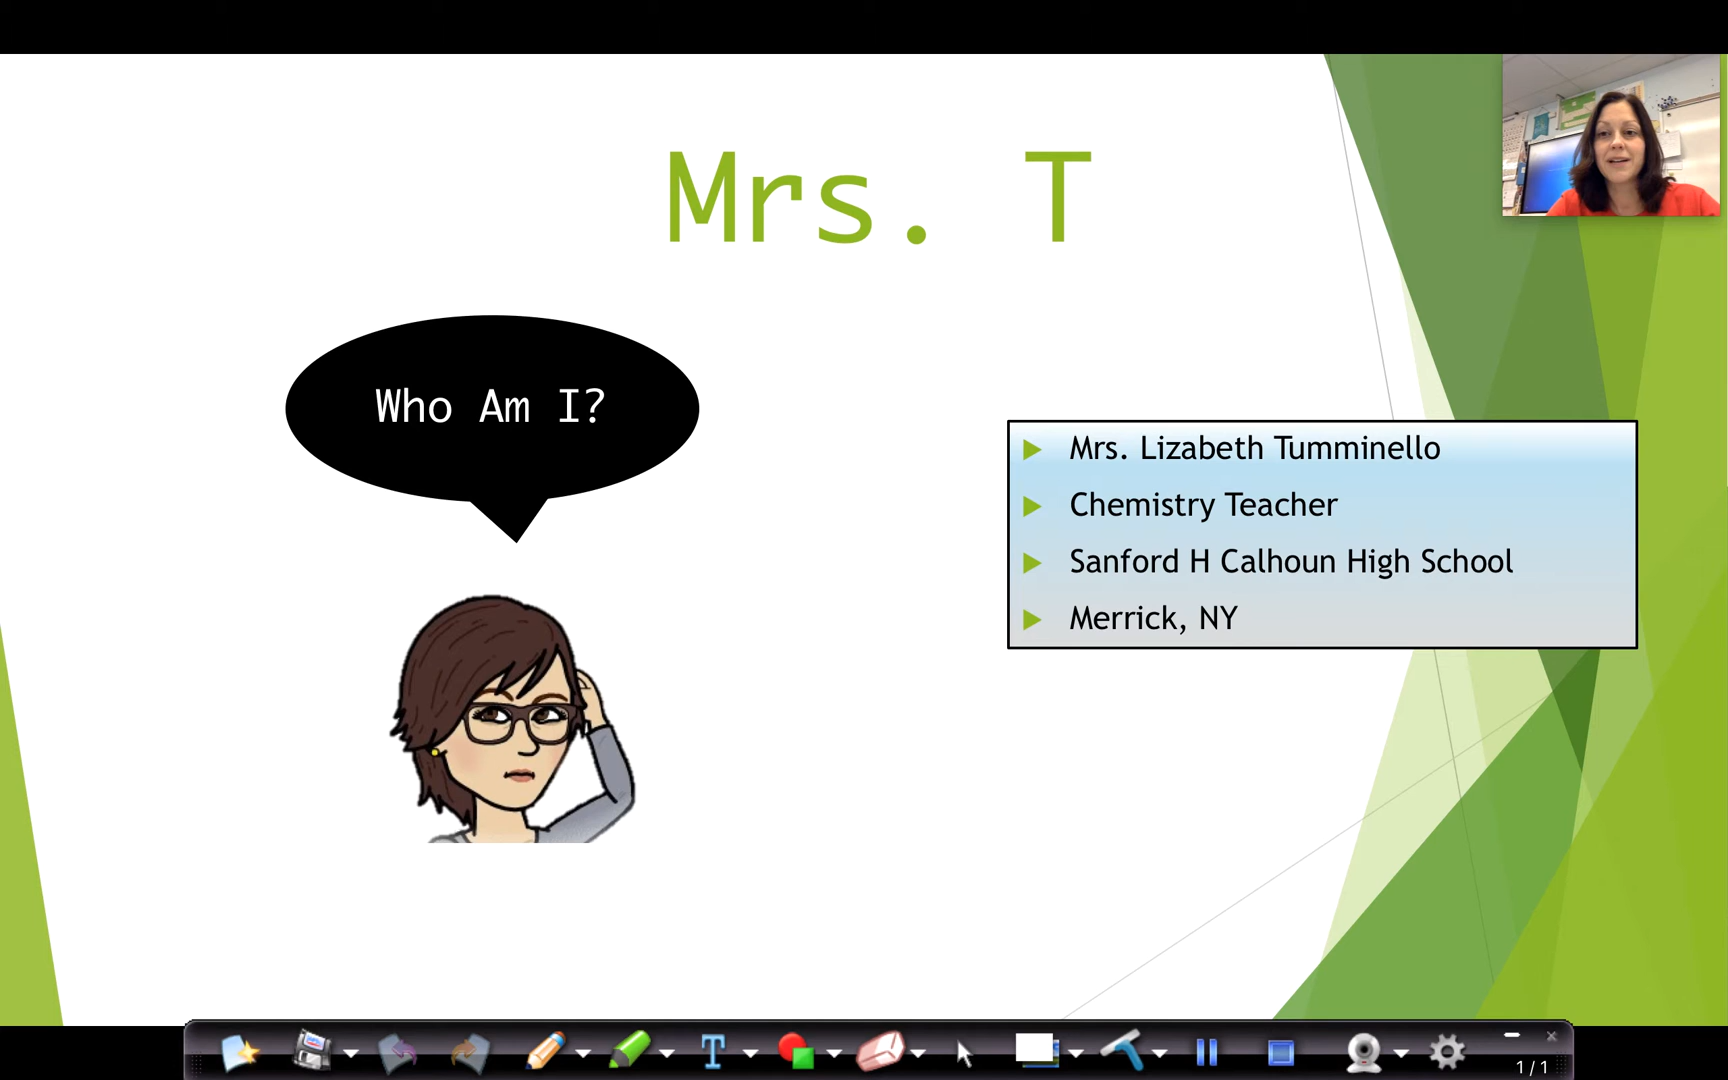 Mrs. T
Who Am I?
Mrs. Lizabeth Tumminello
Chemistry Teacher
Sanford H Calhoun High School
Merrick, NY
T
1/1